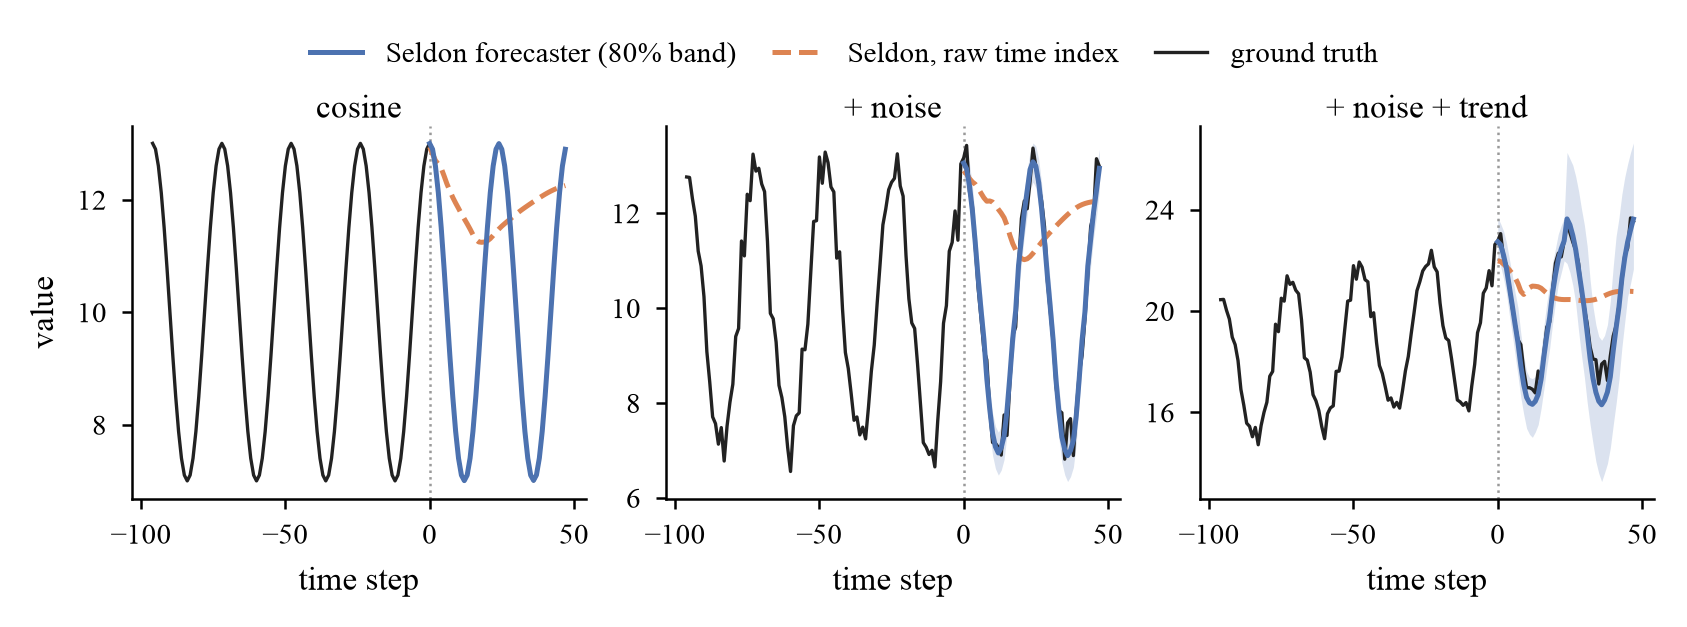 Seldon forecaster (80% band) Seldon, raw time index ground truth
cosine + noise + noise + trend
value
12
10
8
−100 −50 0 50
time step
12
10
8
6
−100 −50 0 50
time step
24
20
16
−100 −50 0 50
time step